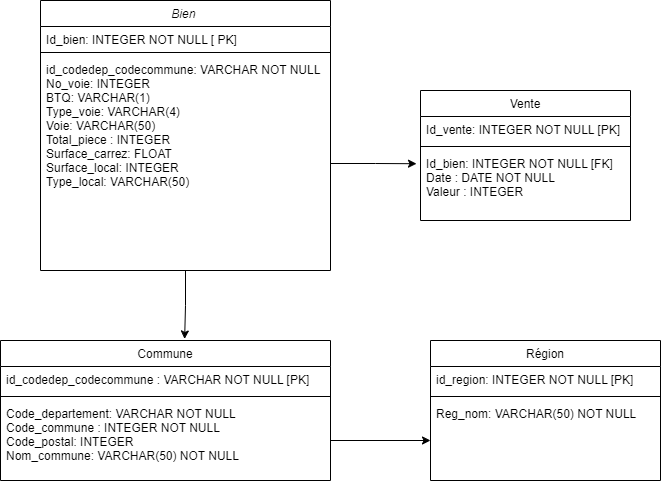 Bien
Id_bien: INTEGER NOT NULL [ PK]
id_codedep_codecommune: VARCHAR NOT NULL
No_voie: INTEGER
BTQ: VARCHAR(1)
Type_voie: VARCHAR(4)
Voie: VARCHAR(50)
Total_piece : INTEGER
Surface_carrez: FLOAT
Surface_local: INTEGER
Type_local: VARCHAR(50)
Vente
Id_vente: INTEGER NOT NULL [PK]
Id_bien: INTEGER NOT NULL [FK]
Date : DATE NOT NULL
Valeur : INTEGER
Commune
id_codedep_codecommune : VARCHAR NOT NULL [PK]
Code_departement: VARCHAR NOT NULL
Code_commune : INTEGER NOT NULL
Code_postal: INTEGER
Nom_commune: VARCHAR(50) NOT NULL
Région
id_region: INTEGER NOT NULL [PK]
Reg_nom: VARCHAR(50) NOT NULL